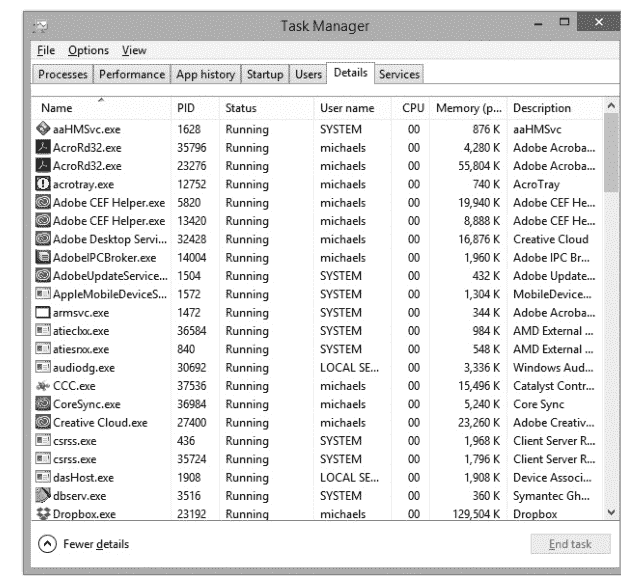 Task Manager
File Options View
Processes Performance App history Startup Users Details Services
Name PID Status User name CPU Memory (p... Description
aaHMSvc.exe 1628 Running SYSTEM 00 876 K aaHMSvc
AcroRd32.exe 35796 Running michaels 00 4,280 K Adobe Acroba...
AcroRd32.exe 23276 Running michaels 00 55,804 K Adobe Acroba...
acrotray.exe 12752 Running michaels 00 740 K AcroTray
Adobe CEF Helper.exe 5820 Running michaels 00 19,940 K Adobe CEF He...
Adobe CEF Helper.exe 13420 Running michaels 00 8,888 K Adobe CEF He...
Adobe Desktop Servi... 32428 Running michaels 00 16,876 K Creative Cloud
AdobeIPCBroker.exe 14004 Running michaels 00 1,960 K Adobe IPC Br...
AdobeUpdateService... 1504 Running SYSTEM 00 432 K Adobe Update...
AppleMobileDeviceS... 1572 Running SYSTEM 00 1,304 K MobileDevice...
armsvc.exe 1472 Running SYSTEM 00 344 K Adobe Acroba...
atieclxx.exe 36584 Running SYSTEM 00 984 K AMD External ...
atiesrxx.exe 840 Running SYSTEM 00 548 K AMD External ...
audiodg.exe 30692 Running LOCAL SE... 00 3,336 K Windows Aud...
CCC.exe 37536 Running michaels 00 15,496 K Catalyst Contr...
CoreSync.exe 36984 Running michaels 00 5,240 K Core Sync
Creative Cloud.exe 27400 Running michaels 00 23,260 K Adobe Creativ...
csrss.exe 436 Running SYSTEM 00 1,968 K Client Server R...
csrss.exe 35724 Running SYSTEM 00 1,796 K Client Server R...
dasHost.exe 1908 Running LOCAL SE... 00 1,908 K Device Associ...
dbserv.exe 3516 Running SYSTEM 00 360 K Symantec Gh...
Dropbox.exe 23192 Running michaels 00 129,504 K Dropbox
Fewer details End task